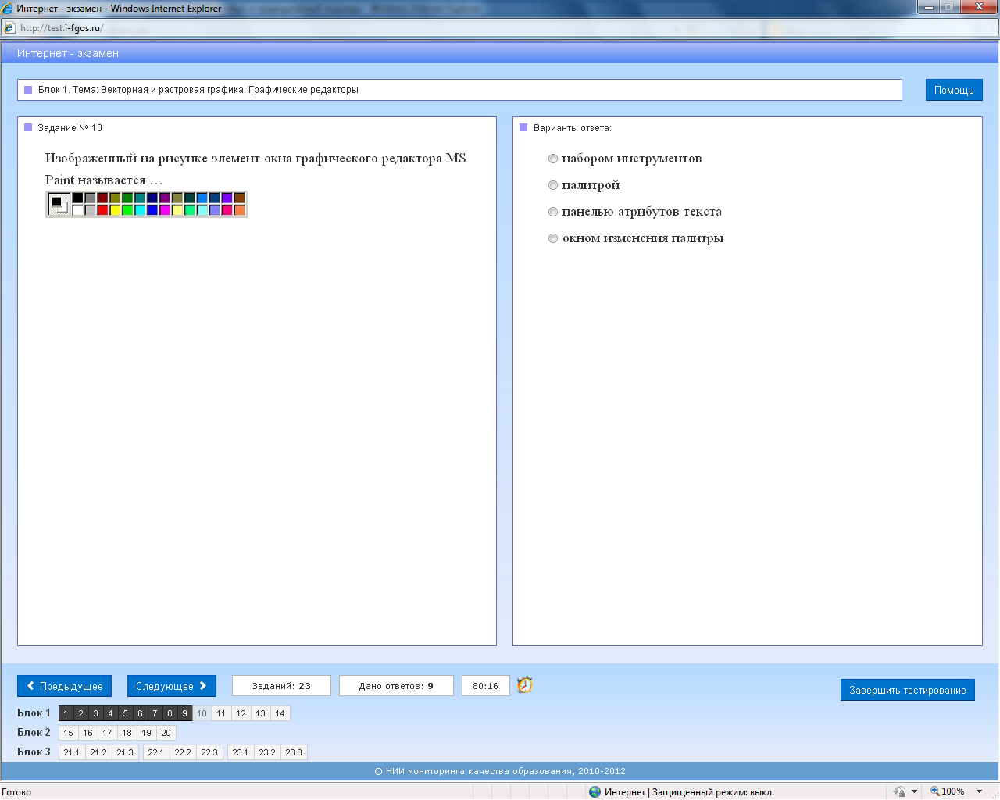 Интернет - экзамен - Windows Internet Explorer
http://test.i-fgos.ru/
Интернет - экзамен
Блок 1. Тема: Векторная и растровая графика. Графические редакторы
Помощь
Задание № 10
Изображенный на рисунке элемент окна графического редактора MS
Paint называется …
Варианты ответа:
набором инструментов
палитрой
панелью атрибутов текста
окном изменения палитры
Предыдущее
Следующее
Заданий: 23
Дано ответов: 9
80:16
Завершить тестирование
Блок 1 1 2 3 4 5 6 7 8 9 10 11 12 13 14
Блок 2 15 16 17 18 19 20
Блок 3 21.1 21.2 21.3 22.1 22.2 22.3 23.1 23.2 23.3
© НИИ мониторинга качества образования, 2010-2012
Готово
Интернет | Защищенный режим: выкл.
100%